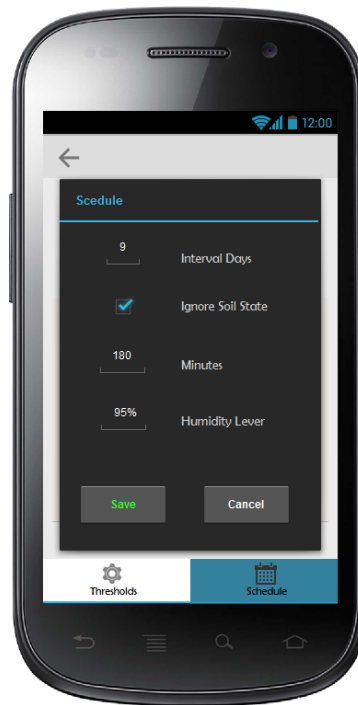 12:00
Scedule
9
Interval Days
Ignore Soil State
180
Minutes
95%
Humidity Lever
Save Cancel
Thresholds Schedule